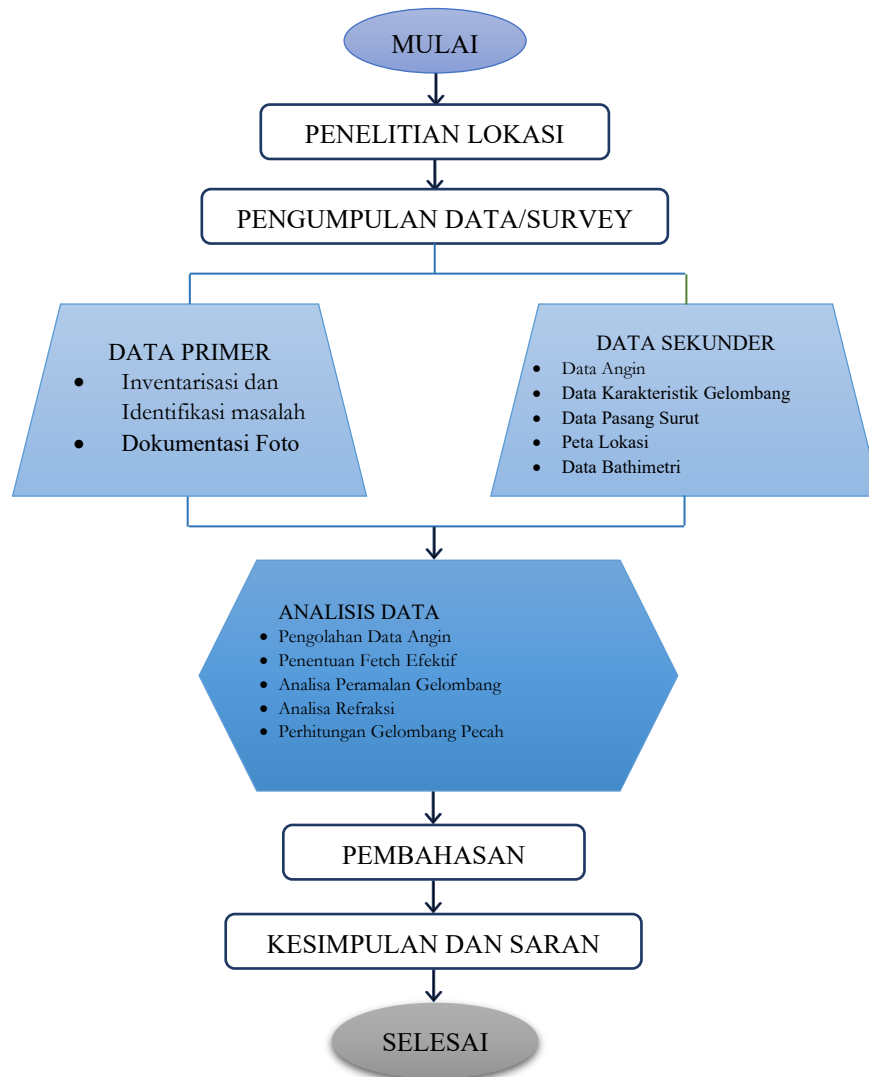 MULAI
PENELITIAN LOKASI
PENGUMPULAN DATA/SURVEY
DATA PRIMER
• Inventarisasi dan
Identifikasi masalah
• Dokumentasi Foto
DATA SEKUNDER
• Data Angin
• Data Karakteristik Gelombang
• Data Pasang Surut
• Peta Lokasi
• Data Bathimetri
ANALISIS DATA
• Pengolahan Data Angin
• Penentuan Fetch Efektif
• Analisa Peramalan Gelombang
• Analisa Refraksi
• Perhitungan Gelombang Pecah
PEMBAHASAN
KESIMPULAN DAN SARAN
SELESAI